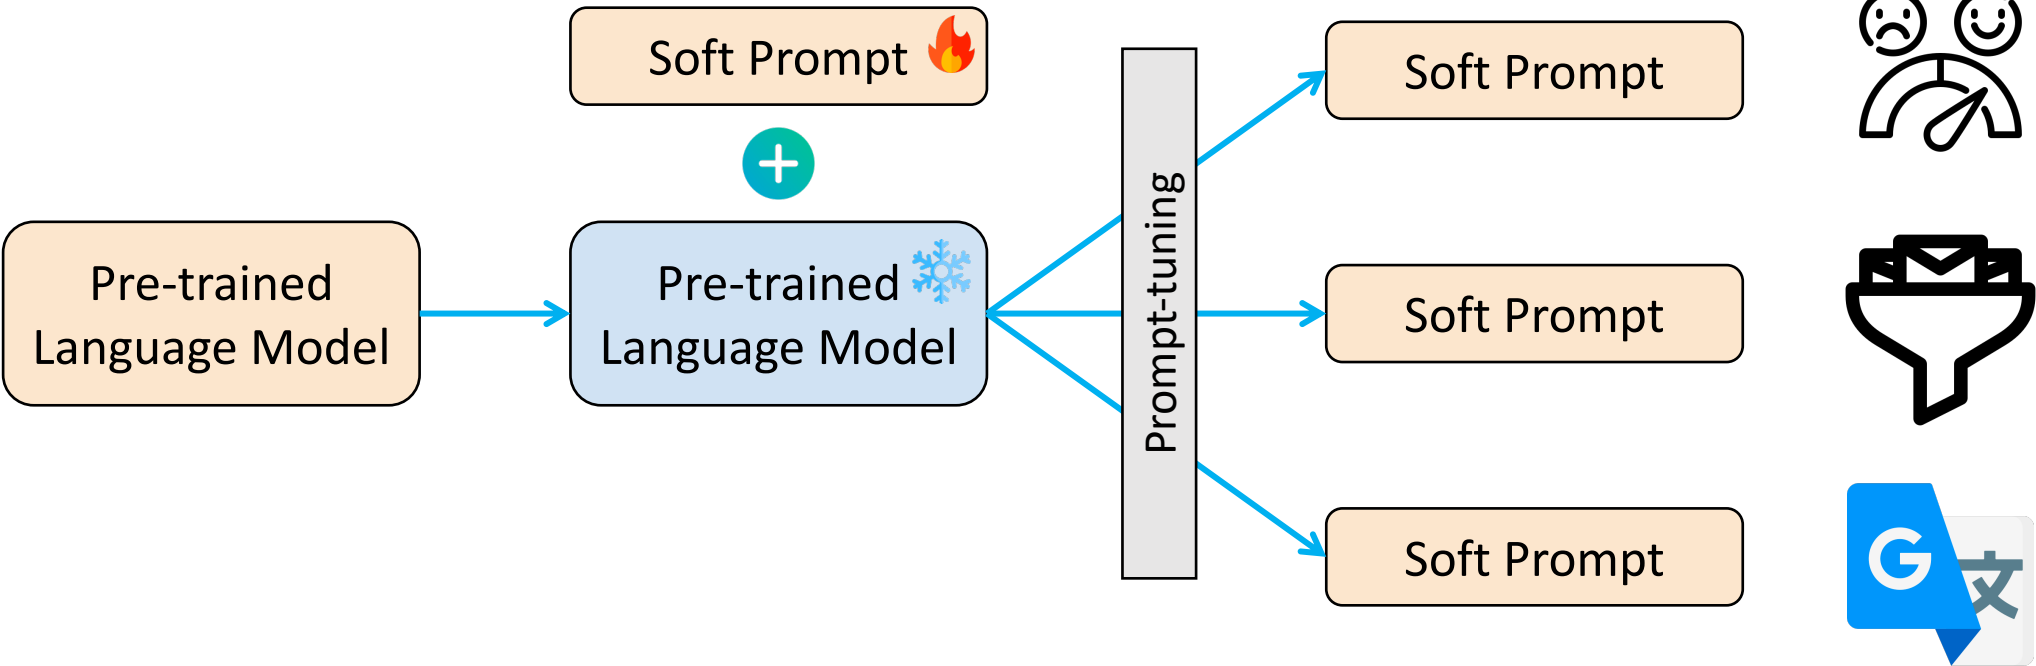 Soft Prompt
Pre-trained
Language Model
Pre-trained
Language Model
Prompt-tuning
Soft Prompt
Soft Prompt
Soft Prompt
G
文